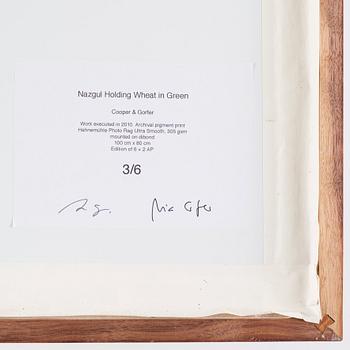 Nazgul Holding Wheat in Green
Cooper & Gorfer
Work executed in 2010. Archival pigment print
Hahnemühle Photo Rag Ultra Smooth, 305 gsm
mounted on dibond
100 cm x 80 cm
Edition of 6 + 2 AP
3/6